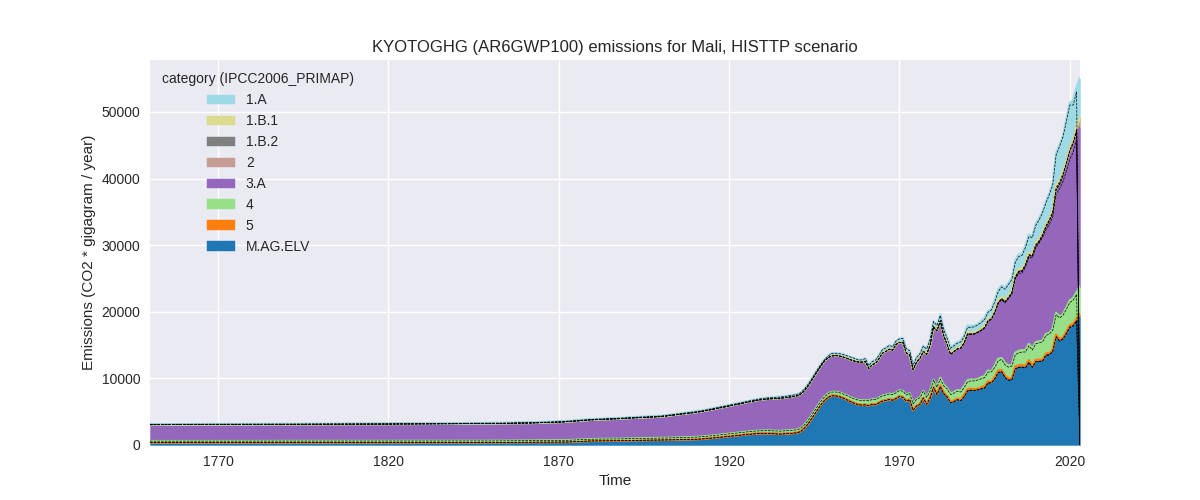 KYOTOGHG (AR6GWP100) emissions for Mali, HISTTP scenario
category (IPCC2006_PRIMAP)
1.A
1.B.1
1.B.2
2
3.A
4
5
M.AG.ELV
Emissions (CO2 * gigagram / year)
50000
40000
30000
20000
10000
0
1770
1820
1870
1920
1970
2020
Time